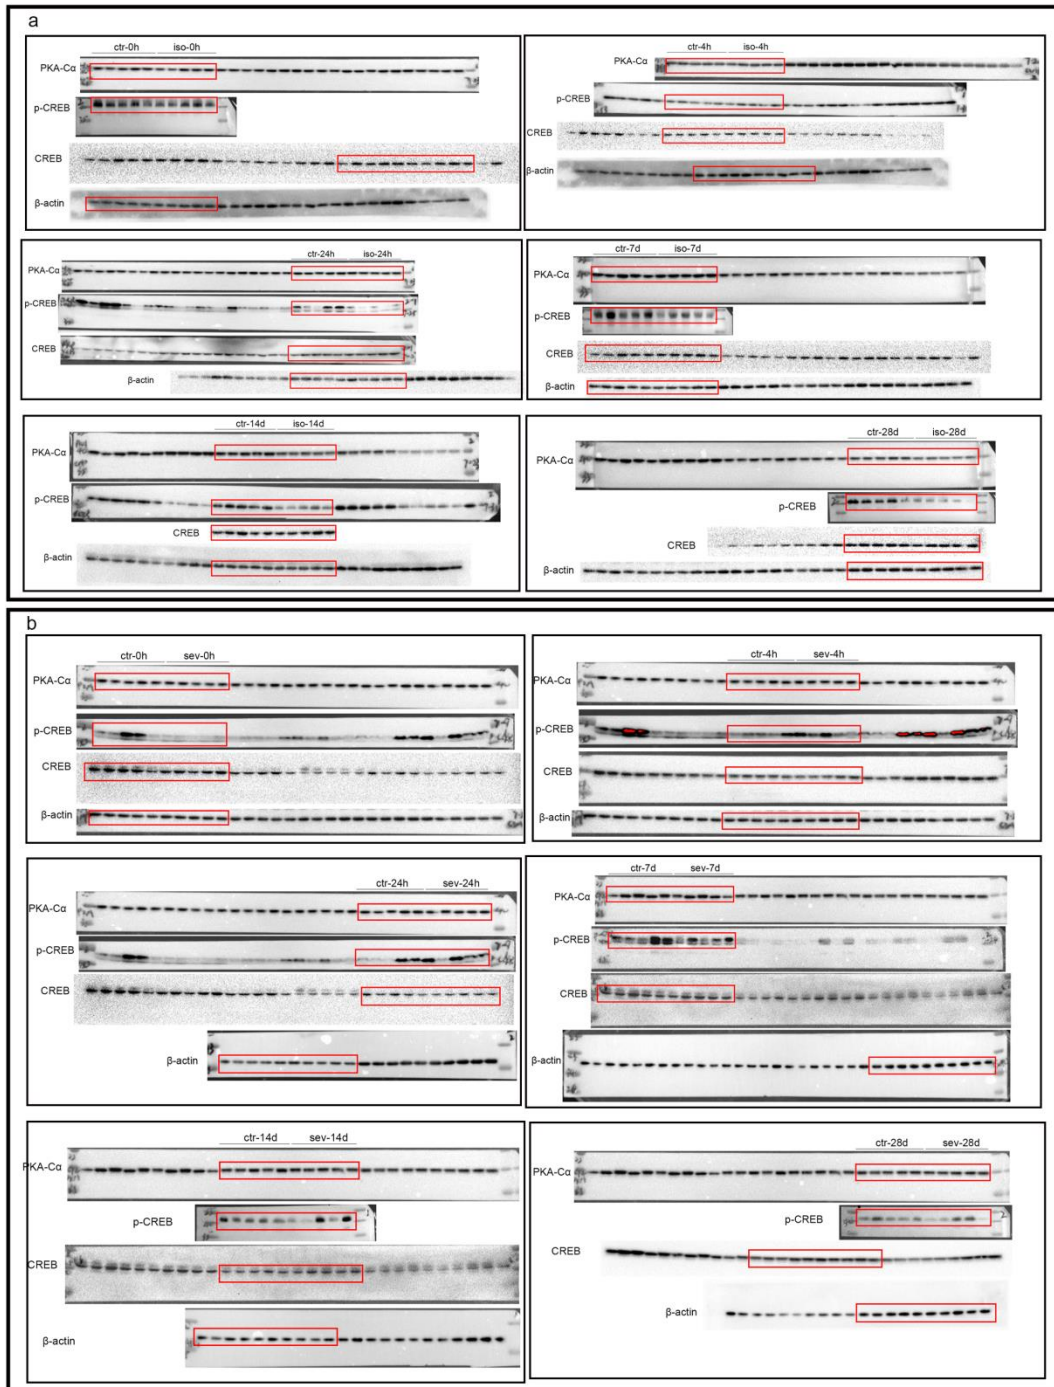 a
ctr-0h iso-0h
PKA-Cα
p-CREB
CREB
β-actin
ctr-4h iso-4h
PKA-Cα
p-CREB
CREB
β-actin
ctr-24h iso-24h
PKA-Cα
p-CREB
CREB
β-actin
ctr-7d iso-7d
PKA-Cα
p-CREB
CREB
β-actin
ctr-14d iso-14d
PKA-Cα
p-CREB
CREB
β-actin
ctr-28d iso-28d
PKA-Cα
p-CREB
CREB
β-actin
b
ctr-0h sev-0h
PKA-Cα
p-CREB
CREB
β-actin
ctr-4h sev-4h
PKA-Cα
p-CREB
CREB
β-actin
ctr-24h sev-24h
PKA-Cα
p-CREB
CREB
β-actin
ctr-7d sev-7d
PKA-Cα
p-CREB
CREB
β-actin
ctr-14d sev-14d
PKA-Cα
p-CREB
CREB
β-actin
ctr-28d sev-28d
PKA-Cα
p-CREB
CREB
β-actin